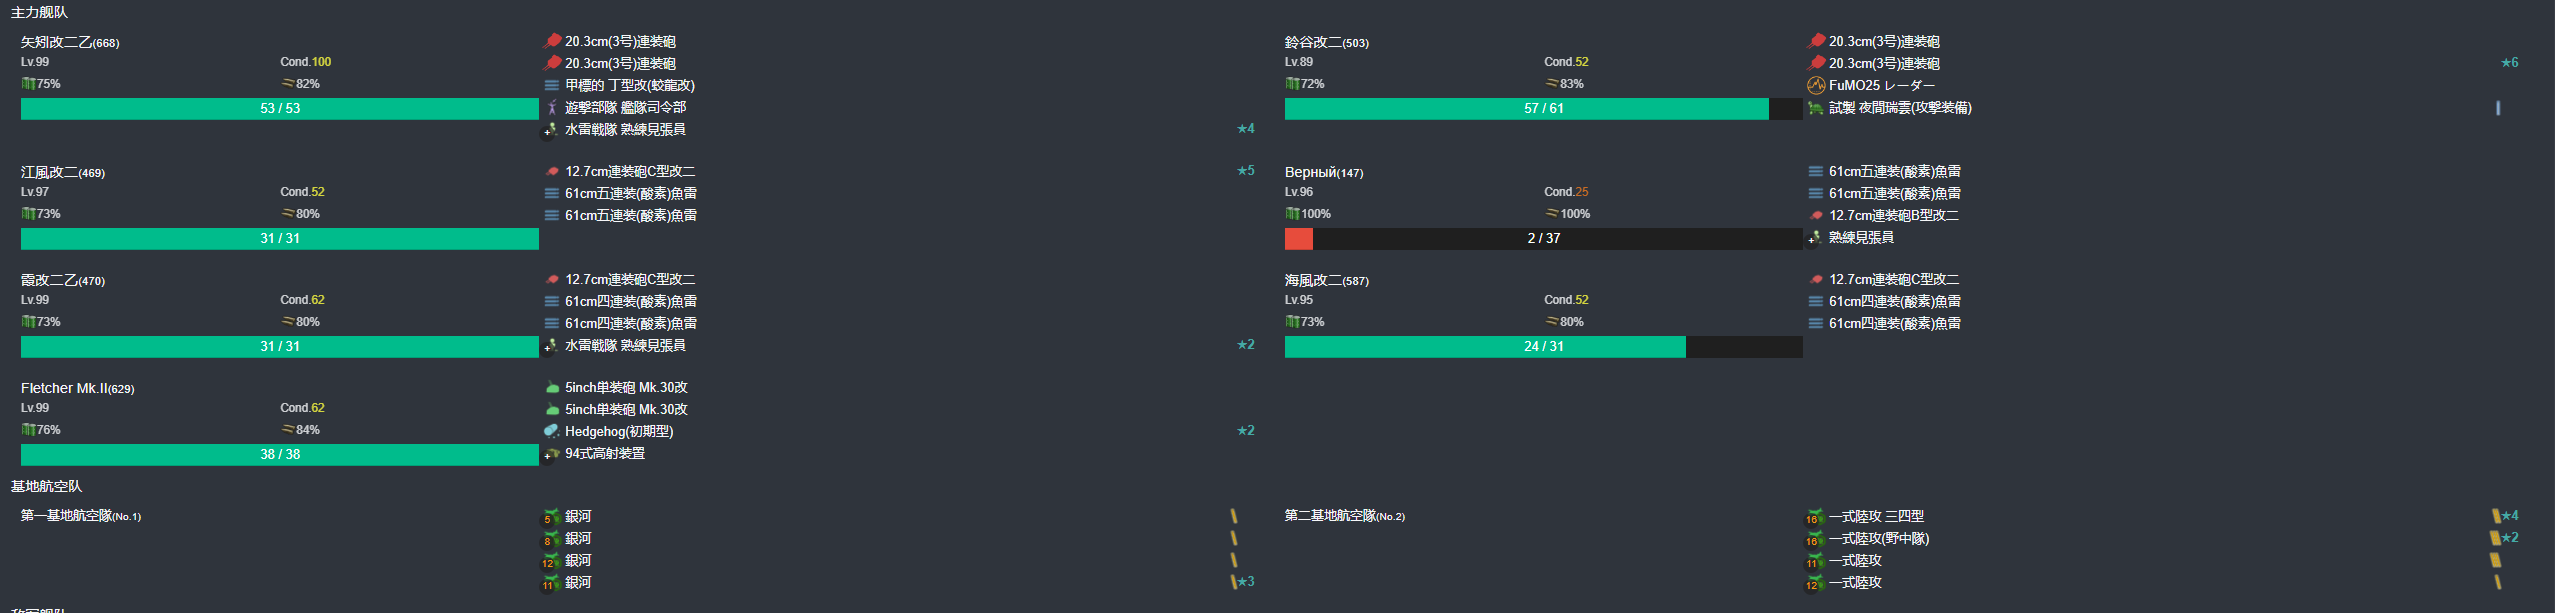 主力舰队
矢矧改二乙(668)
Lv.99 Cond.100
75% 82%
53 / 53
20.3cm(3号)連装砲
20.3cm(3号)連装砲
甲標的 丁型改(蛟龍改)
遊撃部隊 艦隊司令部
水雷戦隊 熟練見張員 ★4
鈴谷改二(503)
Lv.89 Cond.52
72% 83%
57 / 61
20.3cm(3号)連装砲
20.3cm(3号)連装砲 ★6
FuMO25 レーダー
試製 夜間瑞雲(攻撃装備)
江風改二(469)
Lv.97 Cond.52
73% 80%
31 / 31
12.7cm連装砲C型改二 ★5
61cm五連装(酸素)魚雷
61cm五連装(酸素)魚雷
Верный(147)
Lv.96 Cond.25
100% 100%
2 / 37
61cm五連装(酸素)魚雷
61cm五連装(酸素)魚雷
12.7cm連装砲B型改二
熟練見張員
霞改二乙(470)
Lv.99 Cond.62
73% 80%
31 / 31
12.7cm連装砲C型改二
61cm四連装(酸素)魚雷
61cm四連装(酸素)魚雷
水雷戦隊 熟練見張員 ★2
海風改二(587)
Lv.95 Cond.52
73% 80%
24 / 31
12.7cm連装砲C型改二
61cm四連装(酸素)魚雷
61cm四連装(酸素)魚雷
Fletcher Mk.II(629)
Lv.99 Cond.62
76% 84%
38 / 38
5inch単装砲 Mk.30改
5inch単装砲 Mk.30改
Hedgehog(初期型) ★2
94式高射装置
基地航空队
第一基地航空隊(No.1)
5 銀河
8 銀河
12 銀河
11 銀河 ★3
第二基地航空隊(No.2)
16 一式陸攻 三四型 ★4
16 一式陸攻(野中隊) ★2
11 一式陸攻
12 一式陸攻